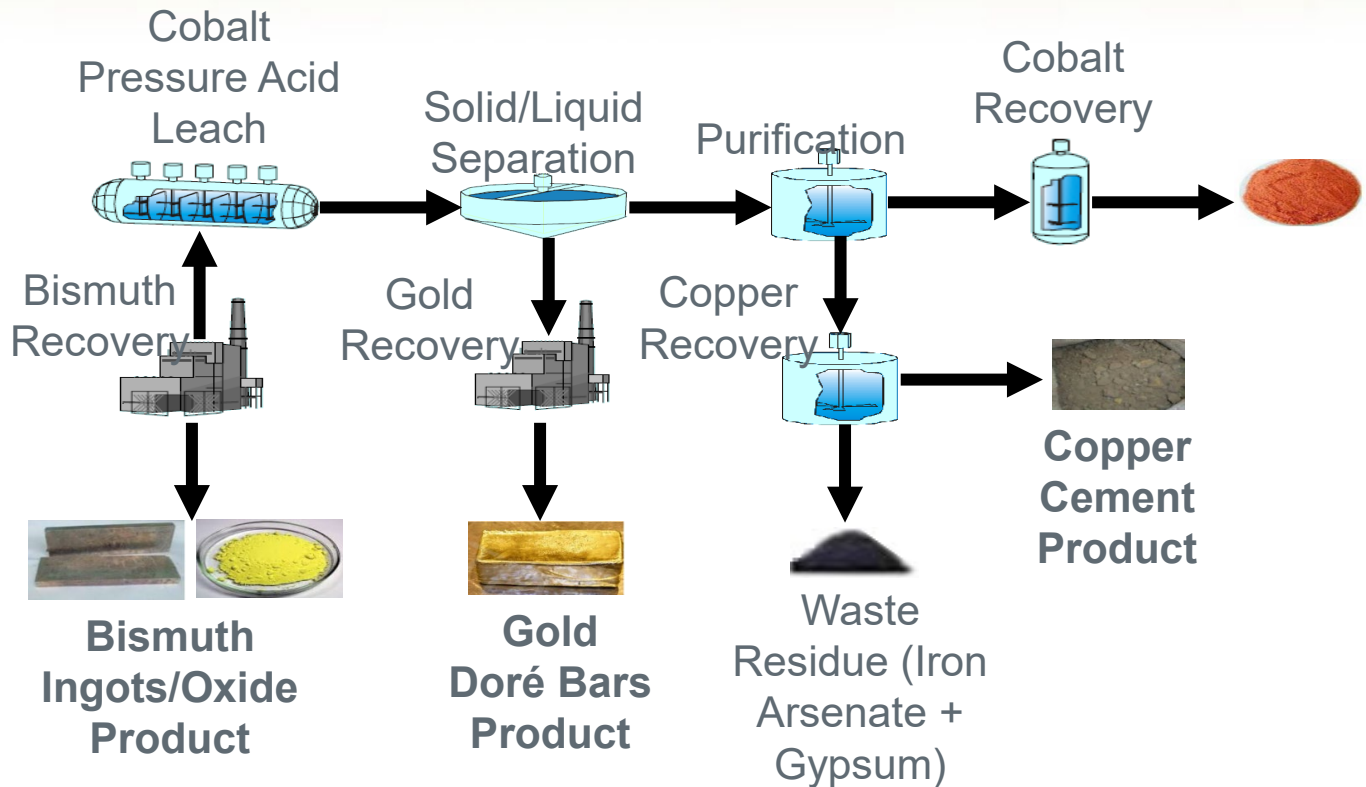 Cobalt
Pressure Acid
Leach
Solid/Liquid
Separation
Purification
Cobalt
Recovery
Bismuth
Recovery
Gold
Recovery
Copper
Recovery
Bismuth
Ingots/Oxide
Product
Gold
Doré Bars
Product
Waste
Residue (Iron
Arsenate +
Gypsum)
Copper
Cement
Product